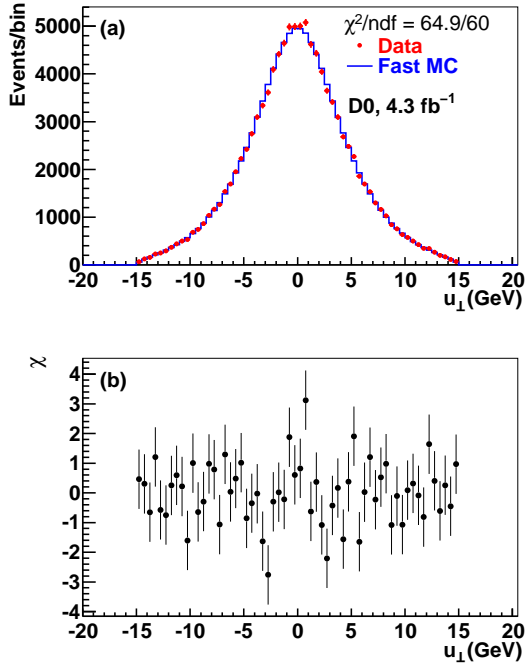 (a)
χ²/ndf = 64.9/60
Data
Fast MC
D0, 4.3 fb⁻¹
Events/bin
5000
4000
3000
2000
1000
0
-20 -15 -10 -5 0 5 10 15 20
u⊥(GeV)
(b)
χ
4
3
2
1
0
-1
-2
-3
-4
-20 -15 -10 -5 0 5 10 15 20
u⊥(GeV)